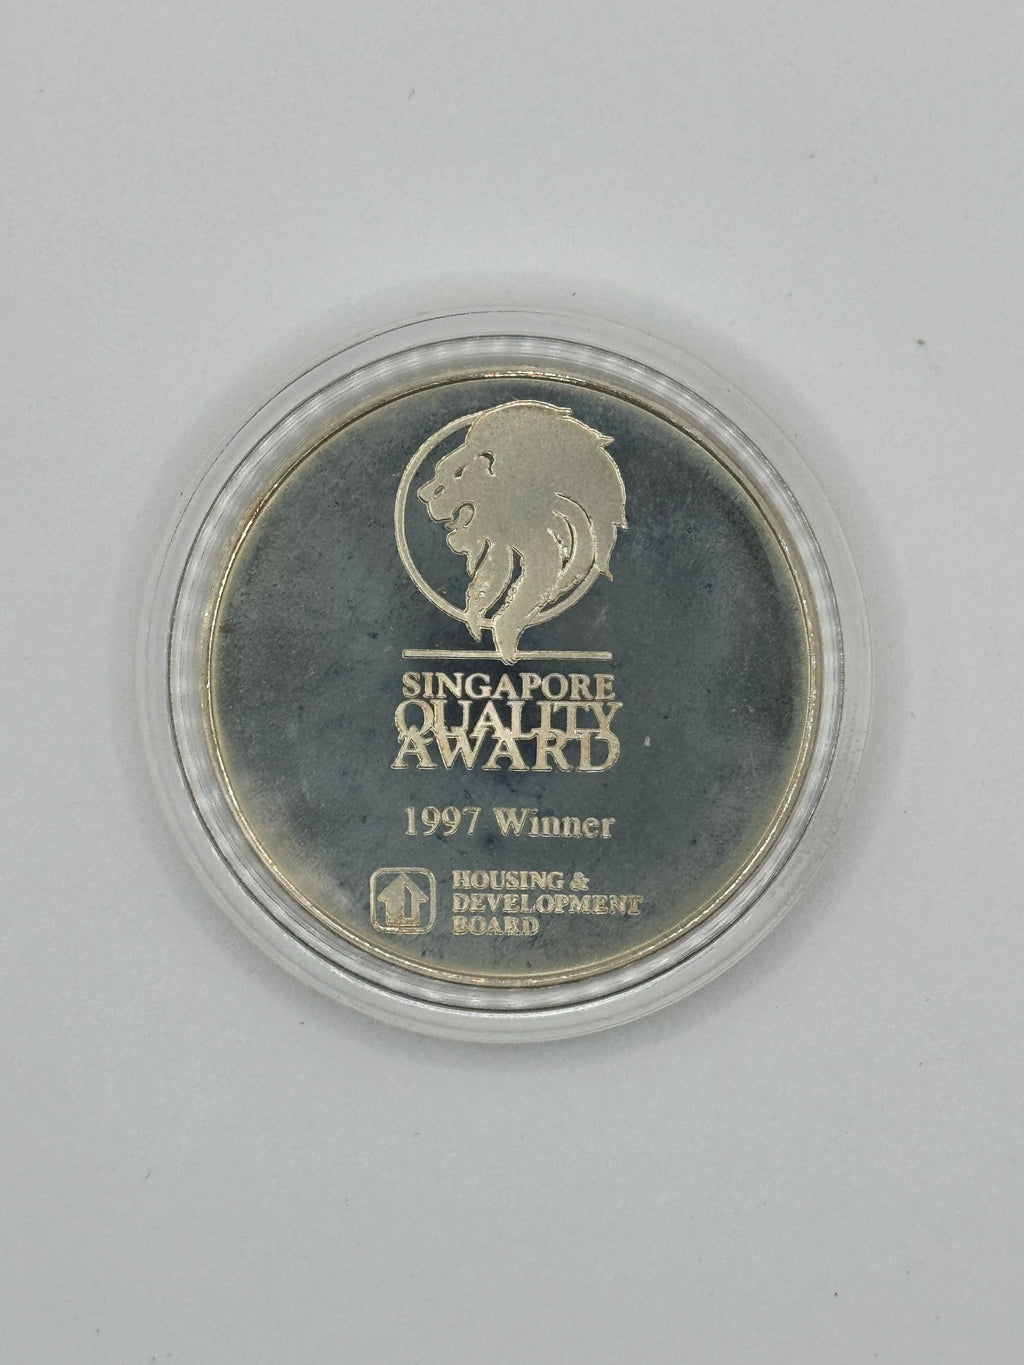 SINGAPORE
QUALITY
AWARD
1997 Winner
HOUSING &
DEVELOPMENT
BOARD